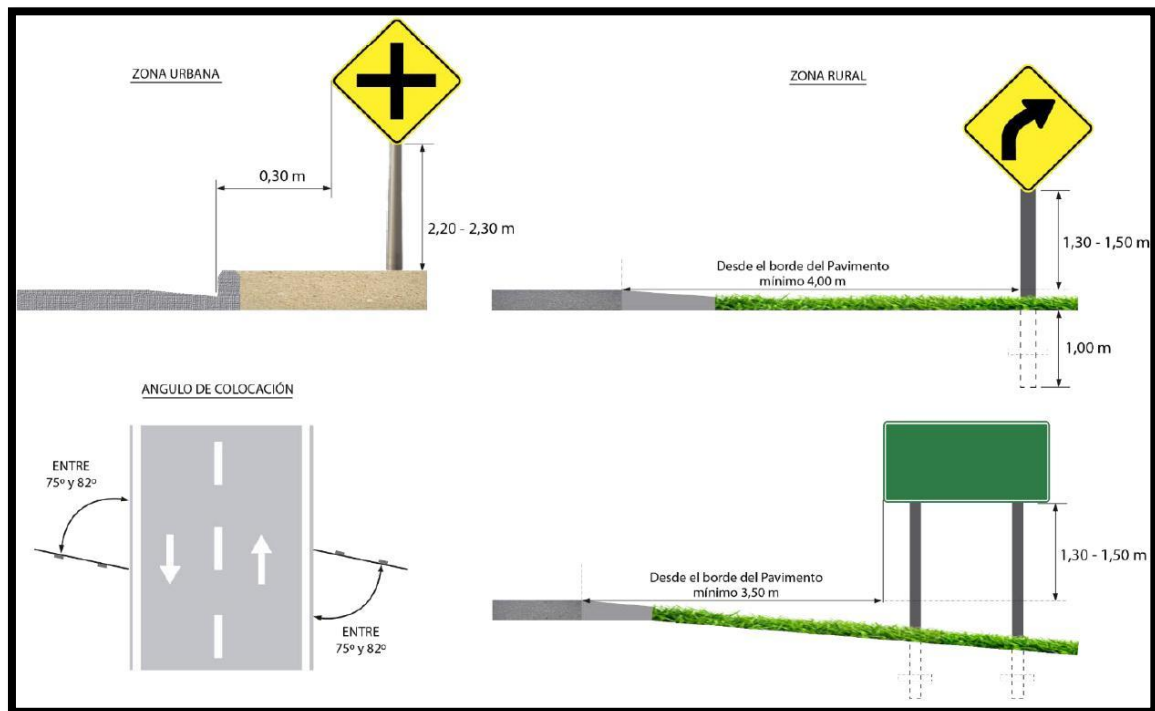 ZONA URBANA
0,30 m
2,20 - 2,30 m
ZONA RURAL
1,30 - 1,50 m
Desde el borde del Pavimento
mínimo 4,00 m
1,00 m
ANGULO DE COLOCACIÓN
ENTRE
75º y 82º
ENTRE
75º y 82º
1,30 - 1,50 m
Desde el borde del Pavimento
mínimo 3,50 m